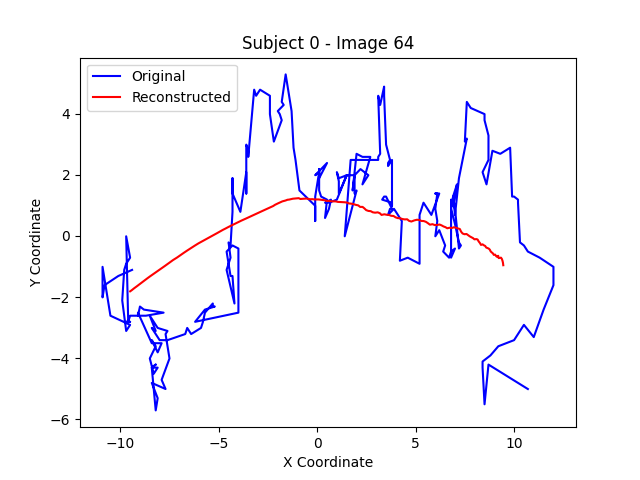 Subject 0 - Image 64
Original
Reconstructed
Y Coordinate
4
2
0
−2
−4
−6
−10
−5
0
5
10
X Coordinate